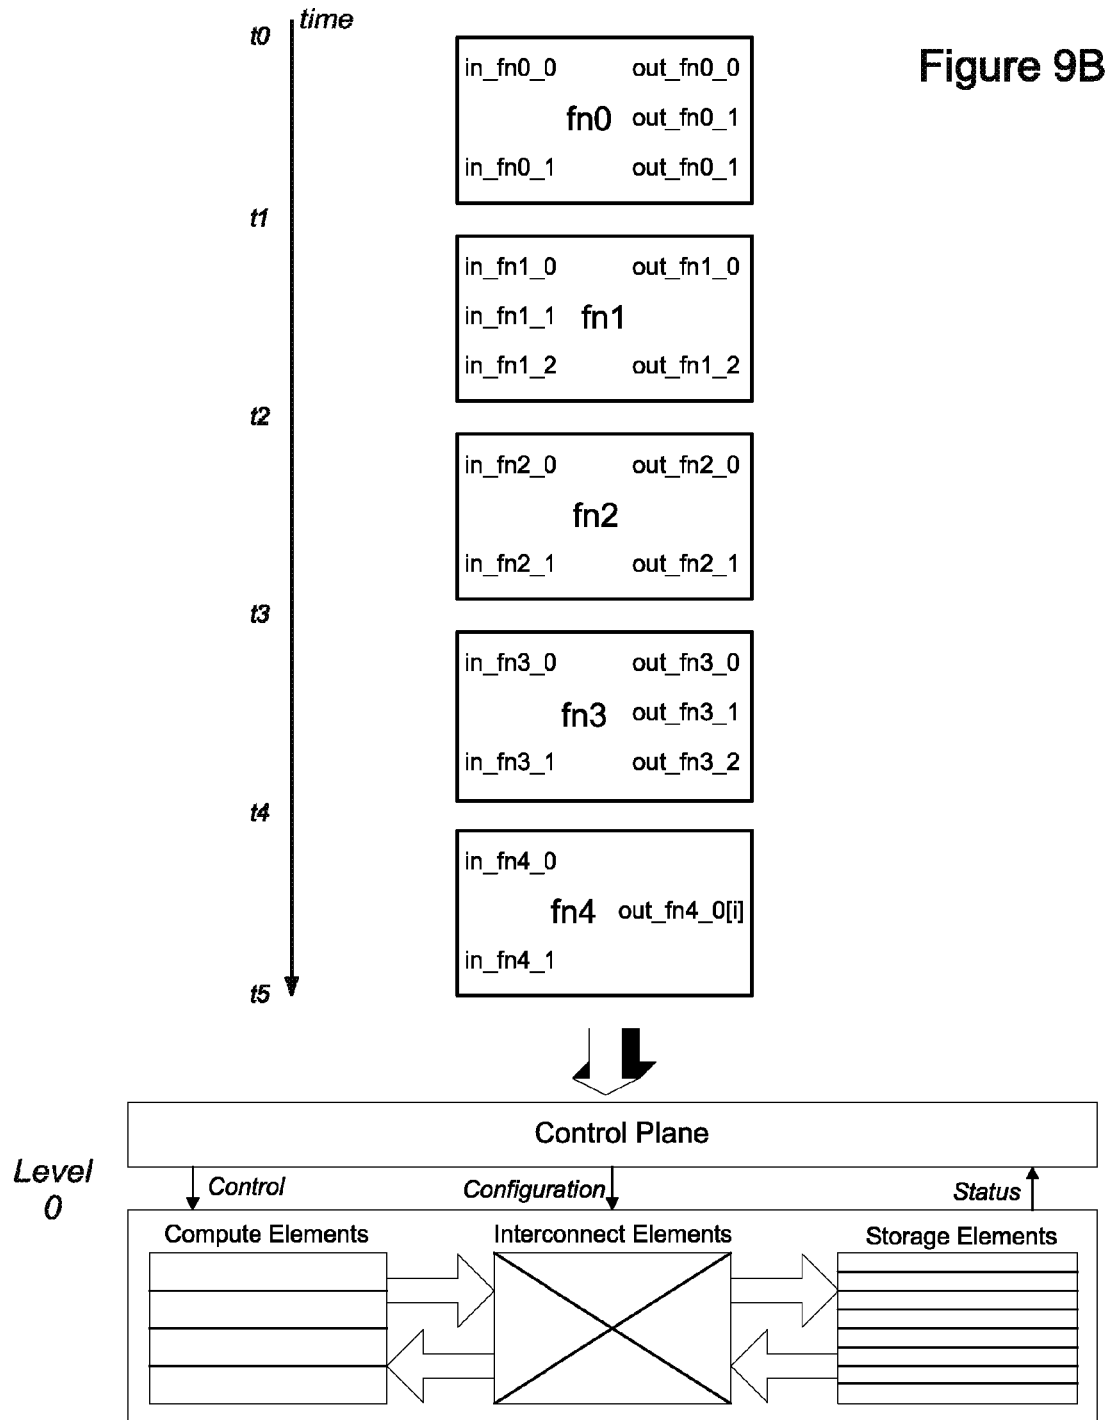 time
t0
Figure 9B
in_fn0_0 out_fn0_0
fn0 out_fn0_1
in_fn0_1 out_fn0_1
t1
in_fn1_0 out_fn1_0
in_fn1_1 fn1
in_fn1_2 out_fn1_2
t2
in_fn2_0 out_fn2_0
fn2
in_fn2_1 out_fn2_1
t3
in_fn3_0 out_fn3_0
fn3 out_fn3_1
in_fn3_1 out_fn3_2
t4
in_fn4_0
fn4 out_fn4_0[i]
in_fn4_1
t5
Control Plane
Level
0
Control Configuration Status
Compute Elements Interconnect Elements Storage Elements